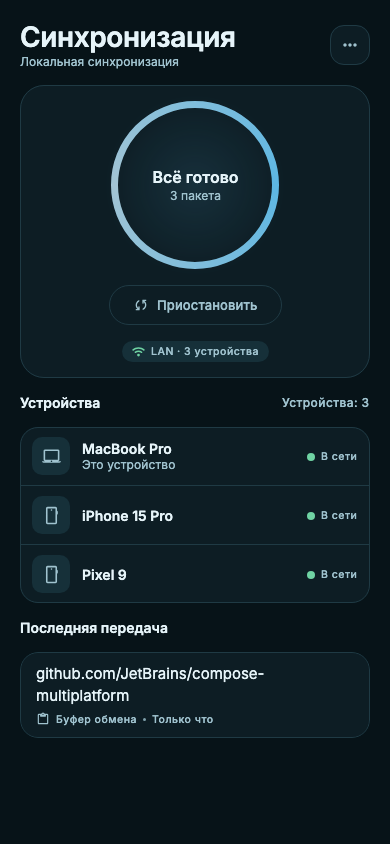 Синхронизация
Локальная синхронизация
Всё готово
3 пакета
Приостановить
LAN · 3 устройства
Устройства
Устройства: 3
MacBook Pro
Это устройство
В сети
iPhone 15 Pro
В сети
Pixel 9
В сети
Последняя передача
github.com/JetBrains/compose-
multiplatform
Буфер обмена • Только что